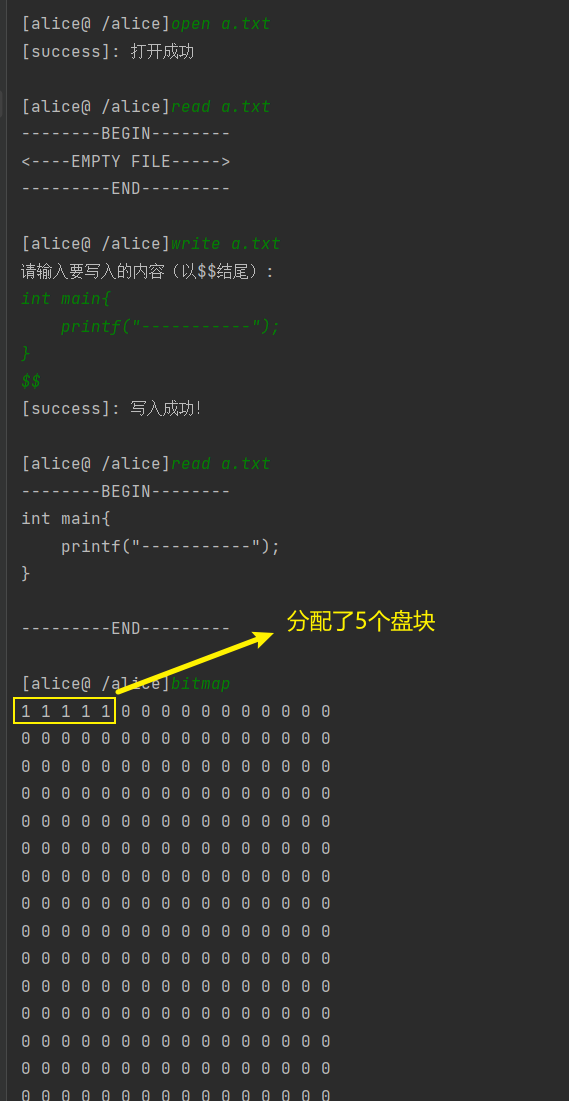 [alice@ /alice]open a.txt
[success]: 打开成功
[alice@ /alice]read a.txt
--------BEGIN--------
<----EMPTY FILE----->
---------END---------
[alice@ /alice]write a.txt
请输入要写入的内容（以$$结尾）:
int main{
    printf("-----------");
}
$$
[success]: 写入成功!
[alice@ /alice]read a.txt
--------BEGIN--------
int main{
    printf("-----------");
}
---------END---------
分配了5个盘块
[alice@ /alice]bitmap
1 1 1 1 1 0 0 0 0 0 0 0 0 0 0 0
0 0 0 0 0 0 0 0 0 0 0 0 0 0 0 0
0 0 0 0 0 0 0 0 0 0 0 0 0 0 0 0
0 0 0 0 0 0 0 0 0 0 0 0 0 0 0 0
0 0 0 0 0 0 0 0 0 0 0 0 0 0 0 0
0 0 0 0 0 0 0 0 0 0 0 0 0 0 0 0
0 0 0 0 0 0 0 0 0 0 0 0 0 0 0 0
0 0 0 0 0 0 0 0 0 0 0 0 0 0 0 0
0 0 0 0 0 0 0 0 0 0 0 0 0 0 0 0
0 0 0 0 0 0 0 0 0 0 0 0 0 0 0 0
0 0 0 0 0 0 0 0 0 0 0 0 0 0 0 0
0 0 0 0 0 0 0 0 0 0 0 0 0 0 0 0
0 0 0 0 0 0 0 0 0 0 0 0 0 0 0 0
0 0 0 0 0 0 0 0 0 0 0 0 0 0 0 0
0 0 0 0 0 0 0 0 0 0 0 0 0 0 0 0